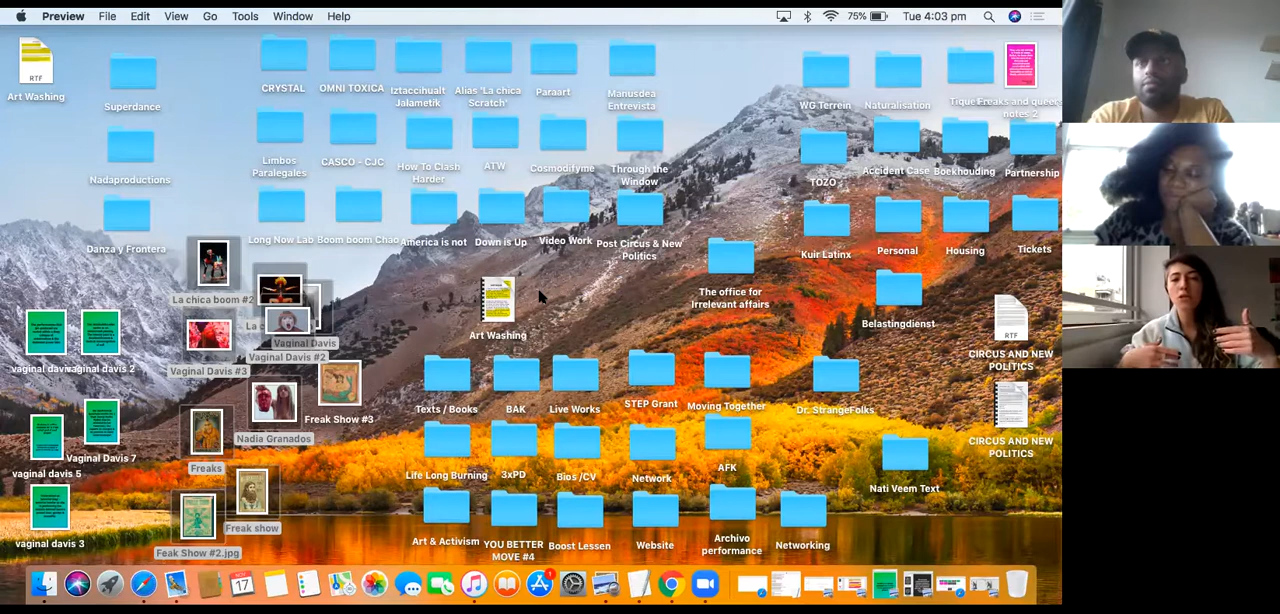 Preview File Edit View Go Tools Window Help 75% Tue 4:03 pm
RTF
Art Washing
Superdance
CRYSTAL
OMNI TOXICA
Iztaccihualt
Jalametik
Alias 'La chica
Scratch'
Paraart
Manusdea
Entrevista
WG Terrein
Naturalisation
Tique
Freaks and queer
notes 2
Nadaproductions
Limbos
Paralegales
CASCO - CJC
How To Clash
Harder
ATW
Cosmodifyme
Through the
Window
TOZO
Accident Case
Boekhouding
Partnership
Danza y Frontera
Long Now Lab
Boom boom Chao
America is not
Down is Up
Video Work
Post Circus & New
Politics
Kuir Latinx
Personal
Housing
Tickets
La chica boom #2
The office for
Irrelevant affairs
Belastingdienst
Art Washing
RTF
CIRCUS AND NEW
POLITICS
Vaginal Davis
Vaginal Davis #2
vaginal davis 2
Vaginal Davis #3
Freak Show #3
Texts / Books
BAK
Live Works
STEP Grant
Moving Together
Dr. StrangeFolks
Nadia Granados
CIRCUS AND NEW
POLITICS
Vaginal Davis 7
vaginal davis 5
Freaks
Life Long Burning
3xPD
Bios /CV
Network
AFK
Nati Veem Text
Freak show
vaginal davis 3
Feak Show #2.jpg
Art & Activism
YOU BETTER
MOVE #4
Boost Lessen
Website
Archivo
performance
Networking
NOV
17
1